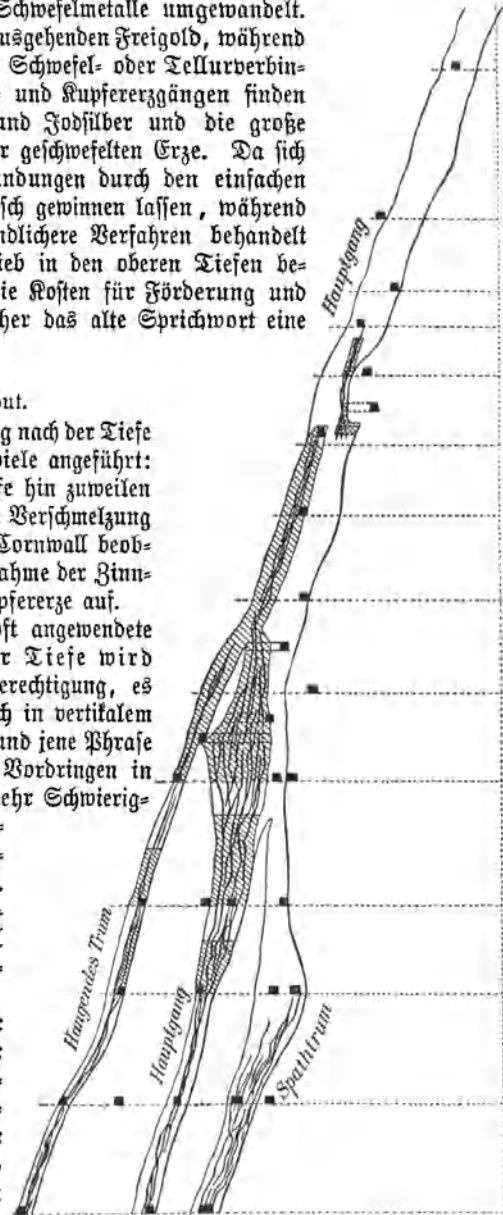 Schwefelmetalle umgewandelt.
usgehenden Freigold, während
Schwefel- oder Tellurverbin-
und Kupfererzgängen finden
und Jodsilber und die große
r geschwefelten Erze. Da sich
indungen durch den einfachen
sch gewinnen lassen, während
ndlichere Verfahren behandelt
ieb in den oberen Tiefen be-
ie Kosten für Förderung und
her das alte Sprichwort eine
out.
g nach der Tiefe
piele angeführt:
fe hin zuweilen
Verschmelzung
Cornwall beob-
ahme der Zinn-
pfererze auf.
oft angewendete
r Tiefe wird
erechtigung, es
ch in vertikalem
und jene Phrase
Vordringen in
ehr Schwierig-
Hauptgang
Hangendes Trum
Hauptgang
Spathtrum